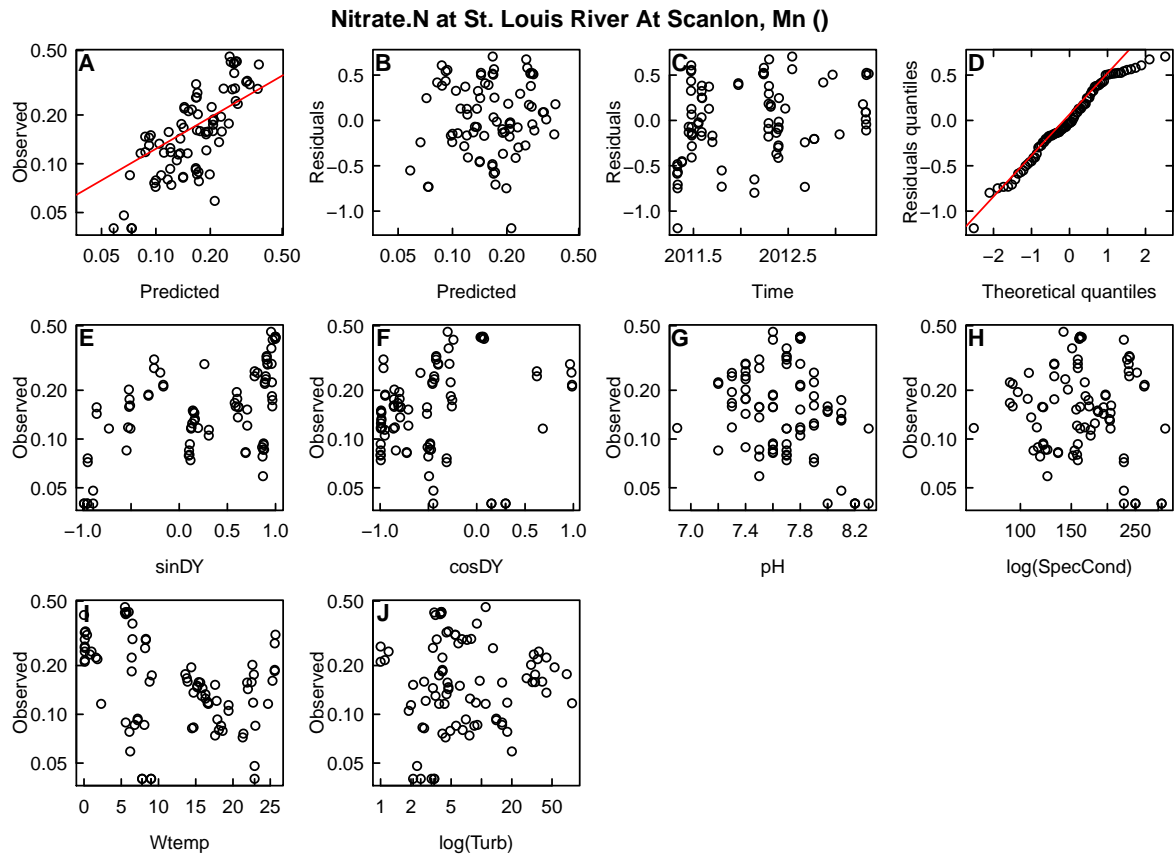 Nitrate.N at St. Louis River At Scanlon, Mn ()
A
Observed
0.50
0.20
0.10
0.05
0.05 0.10 0.20 0.50
Predicted
B
Residuals
0.5
0.0
−0.5
−1.0
0.05 0.10 0.20 0.50
Predicted
C
Residuals
0.5
0.0
−0.5
−1.0
2011.5 2012.5
Time
D
Residuals quantiles
0.5
0.0
−0.5
−1.0
−2 −1 0 1 2
Theoretical quantiles
E
Observed
0.50
0.20
0.10
0.05
−1.0 0.0 0.5 1.0
sinDY
F
Observed
0.50
0.20
0.10
0.05
−1.0 0.0 0.5 1.0
cosDY
G
Observed
0.50
0.20
0.10
0.05
7.0 7.4 7.8 8.2
pH
H
Observed
0.50
0.20
0.10
0.05
100 150 250
log(SpecCond)
I
Observed
0.50
0.20
0.10
0.05
0 5 10 15 20 25
Wtemp
J
Observed
0.50
0.20
0.10
0.05
1 2 5 20 50
log(Turb)